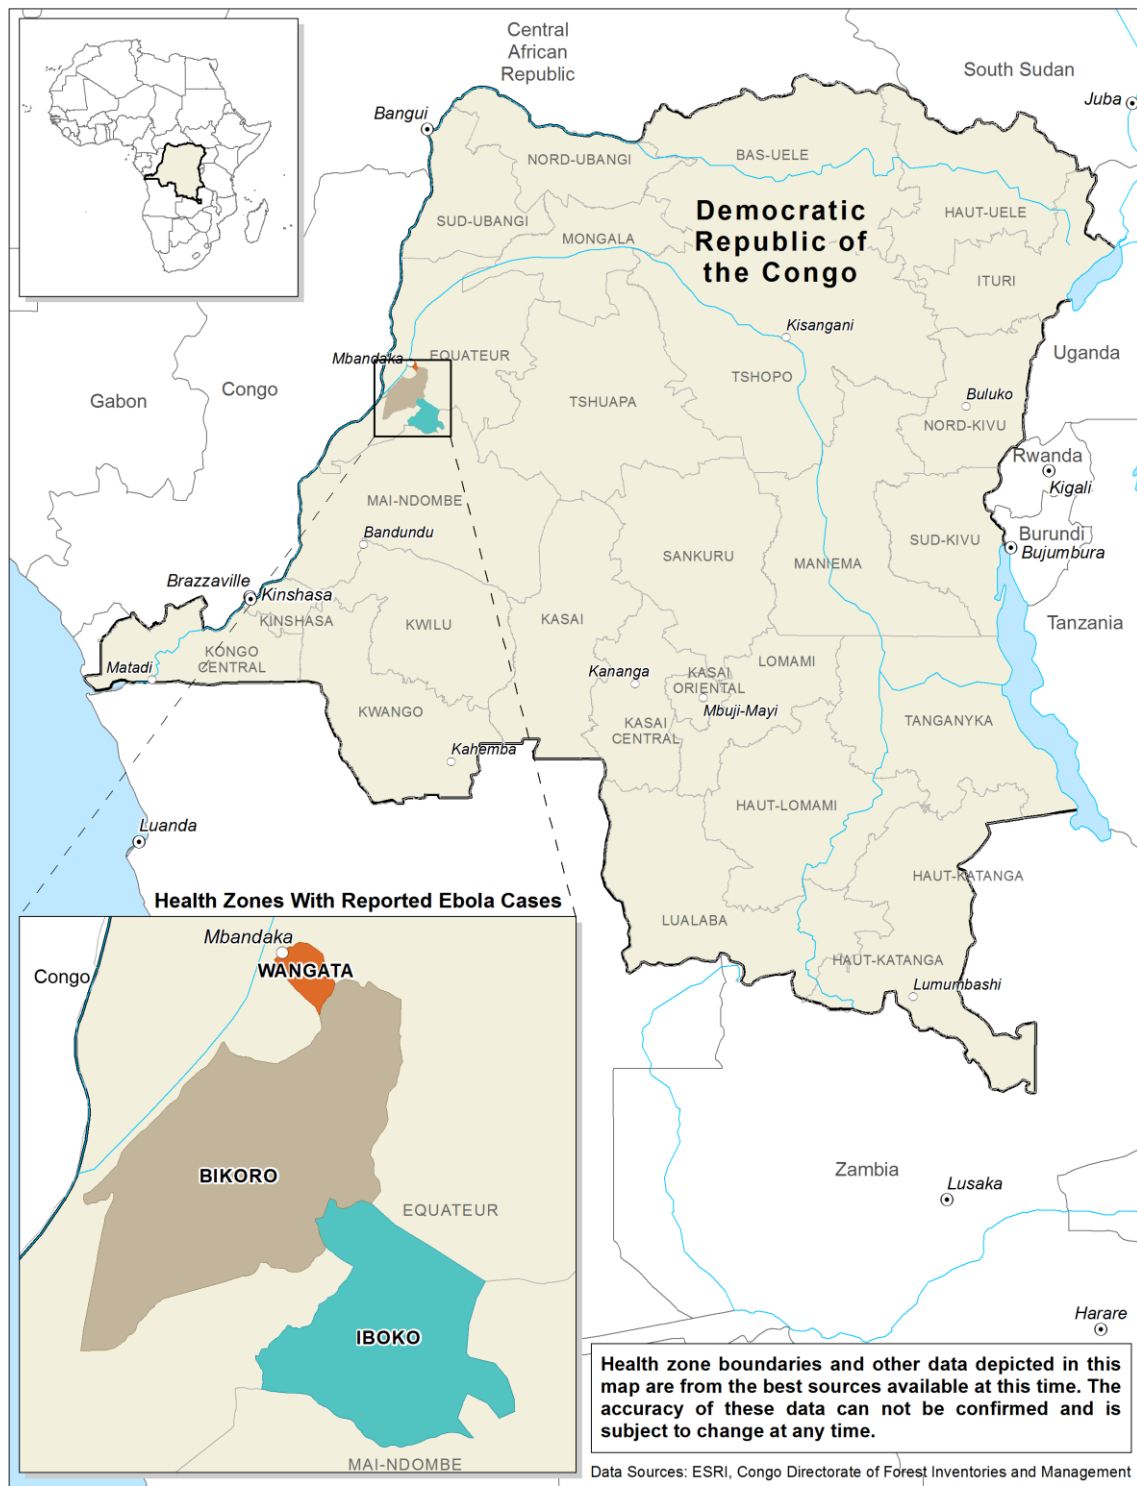 Central
African
Republic
South Sudan
Juba
Bangui
NORD-UBANGI
BAS-UELE
Democratic
Republic of
the Congo
HAUT-UELE
SUD-UBANGI
MONGALA
ITURI
Kisangani
Mbandaka
EQUATEUR
Uganda
Congo
Gabon
TSHOPO
TSHUAPA
Buluko
NORD-KIVU
Rwanda
Kigali
MAI-NDOMBE
Bandundu
SANKURU
MANIEMA
SUD-KIVU
Burundi
Bujumbura
Brazzaville
Kinshasa
KINSHASA
KWILU
KASAI
Tanzania
KONGO
CENTRAL
Matadi
Kananga
KASAI
ORIENTAL
LOMAMI
Mbuji-Mayi
KWANGO
KASAI
CENTRAL
TANGANYKA
Kahemba
HAUT-LOMAMI
Luanda
HAUT-KATANGA
LUALABA
HAUT-KATANGA
Lumumbashi
Health Zones With Reported Ebola Cases
Mbandaka
WANGATA
Congo
BIKORO
EQUATEUR
IBOKO
MAI-NDOMBE
Zambia
Lusaka
Harare
Health zone boundaries and other data depicted in this
map are from the best sources available at this time. The
accuracy of these data can not be confirmed and is
subject to change at any time.
Data Sources: ESRI, Congo Directorate of Forest Inventories and Management